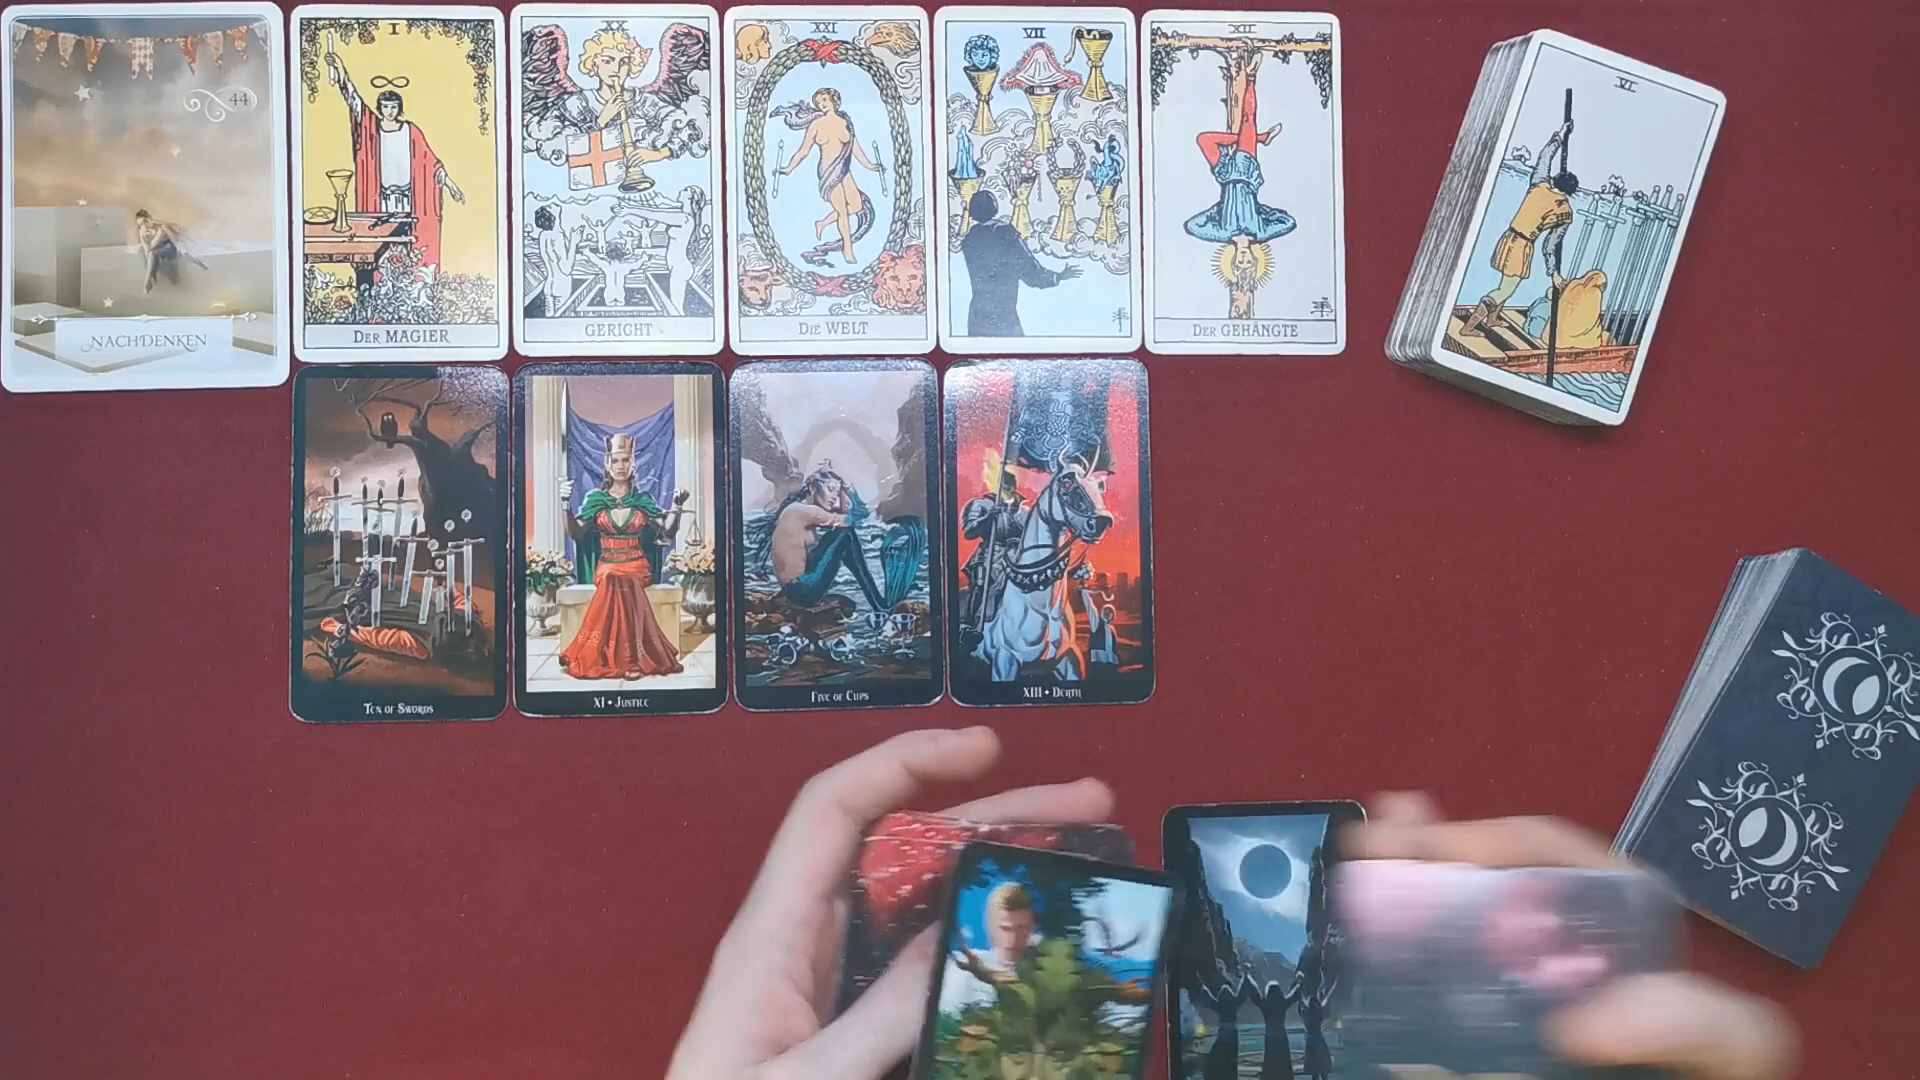 44
NACHDENKEN
I
DER MAGIER
XX
GERICHT
XXI
DIE WELT
VII
XII
DER GEHÄNGTE
VI
TEN OF SWORDS
XI • JUSTICE
FIVE OF CUPS
XIII • DEATH